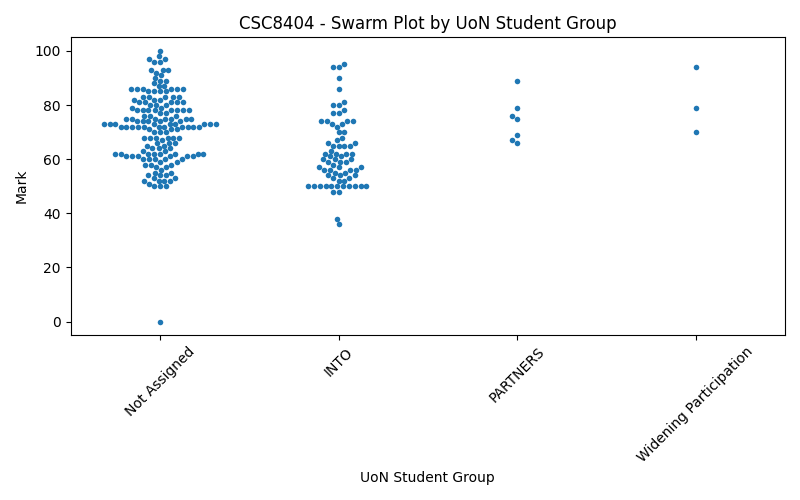 CSC8404 - Swarm Plot by UoN Student Group
100
80
60
40
20
0
Mark
Not Assigned
INTO
PARTNERS
Widening Participation
UoN Student Group